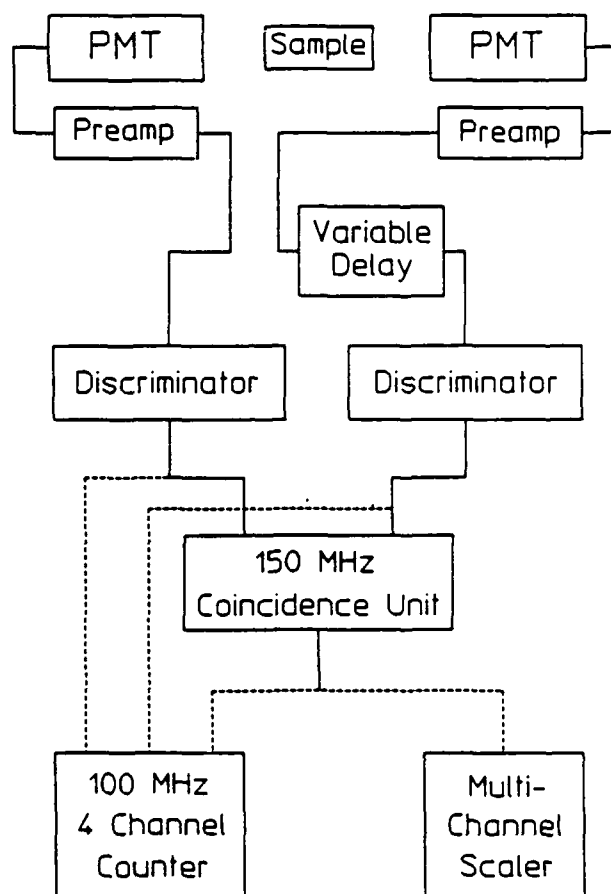 PMT
Sample
PMT
Preamp
Preamp
Variable
Delay
Discriminator
Discriminator
150 MHz
Coincidence Unit
100 MHz
4 Channel
Counter
Multi-
Channel
Scaler